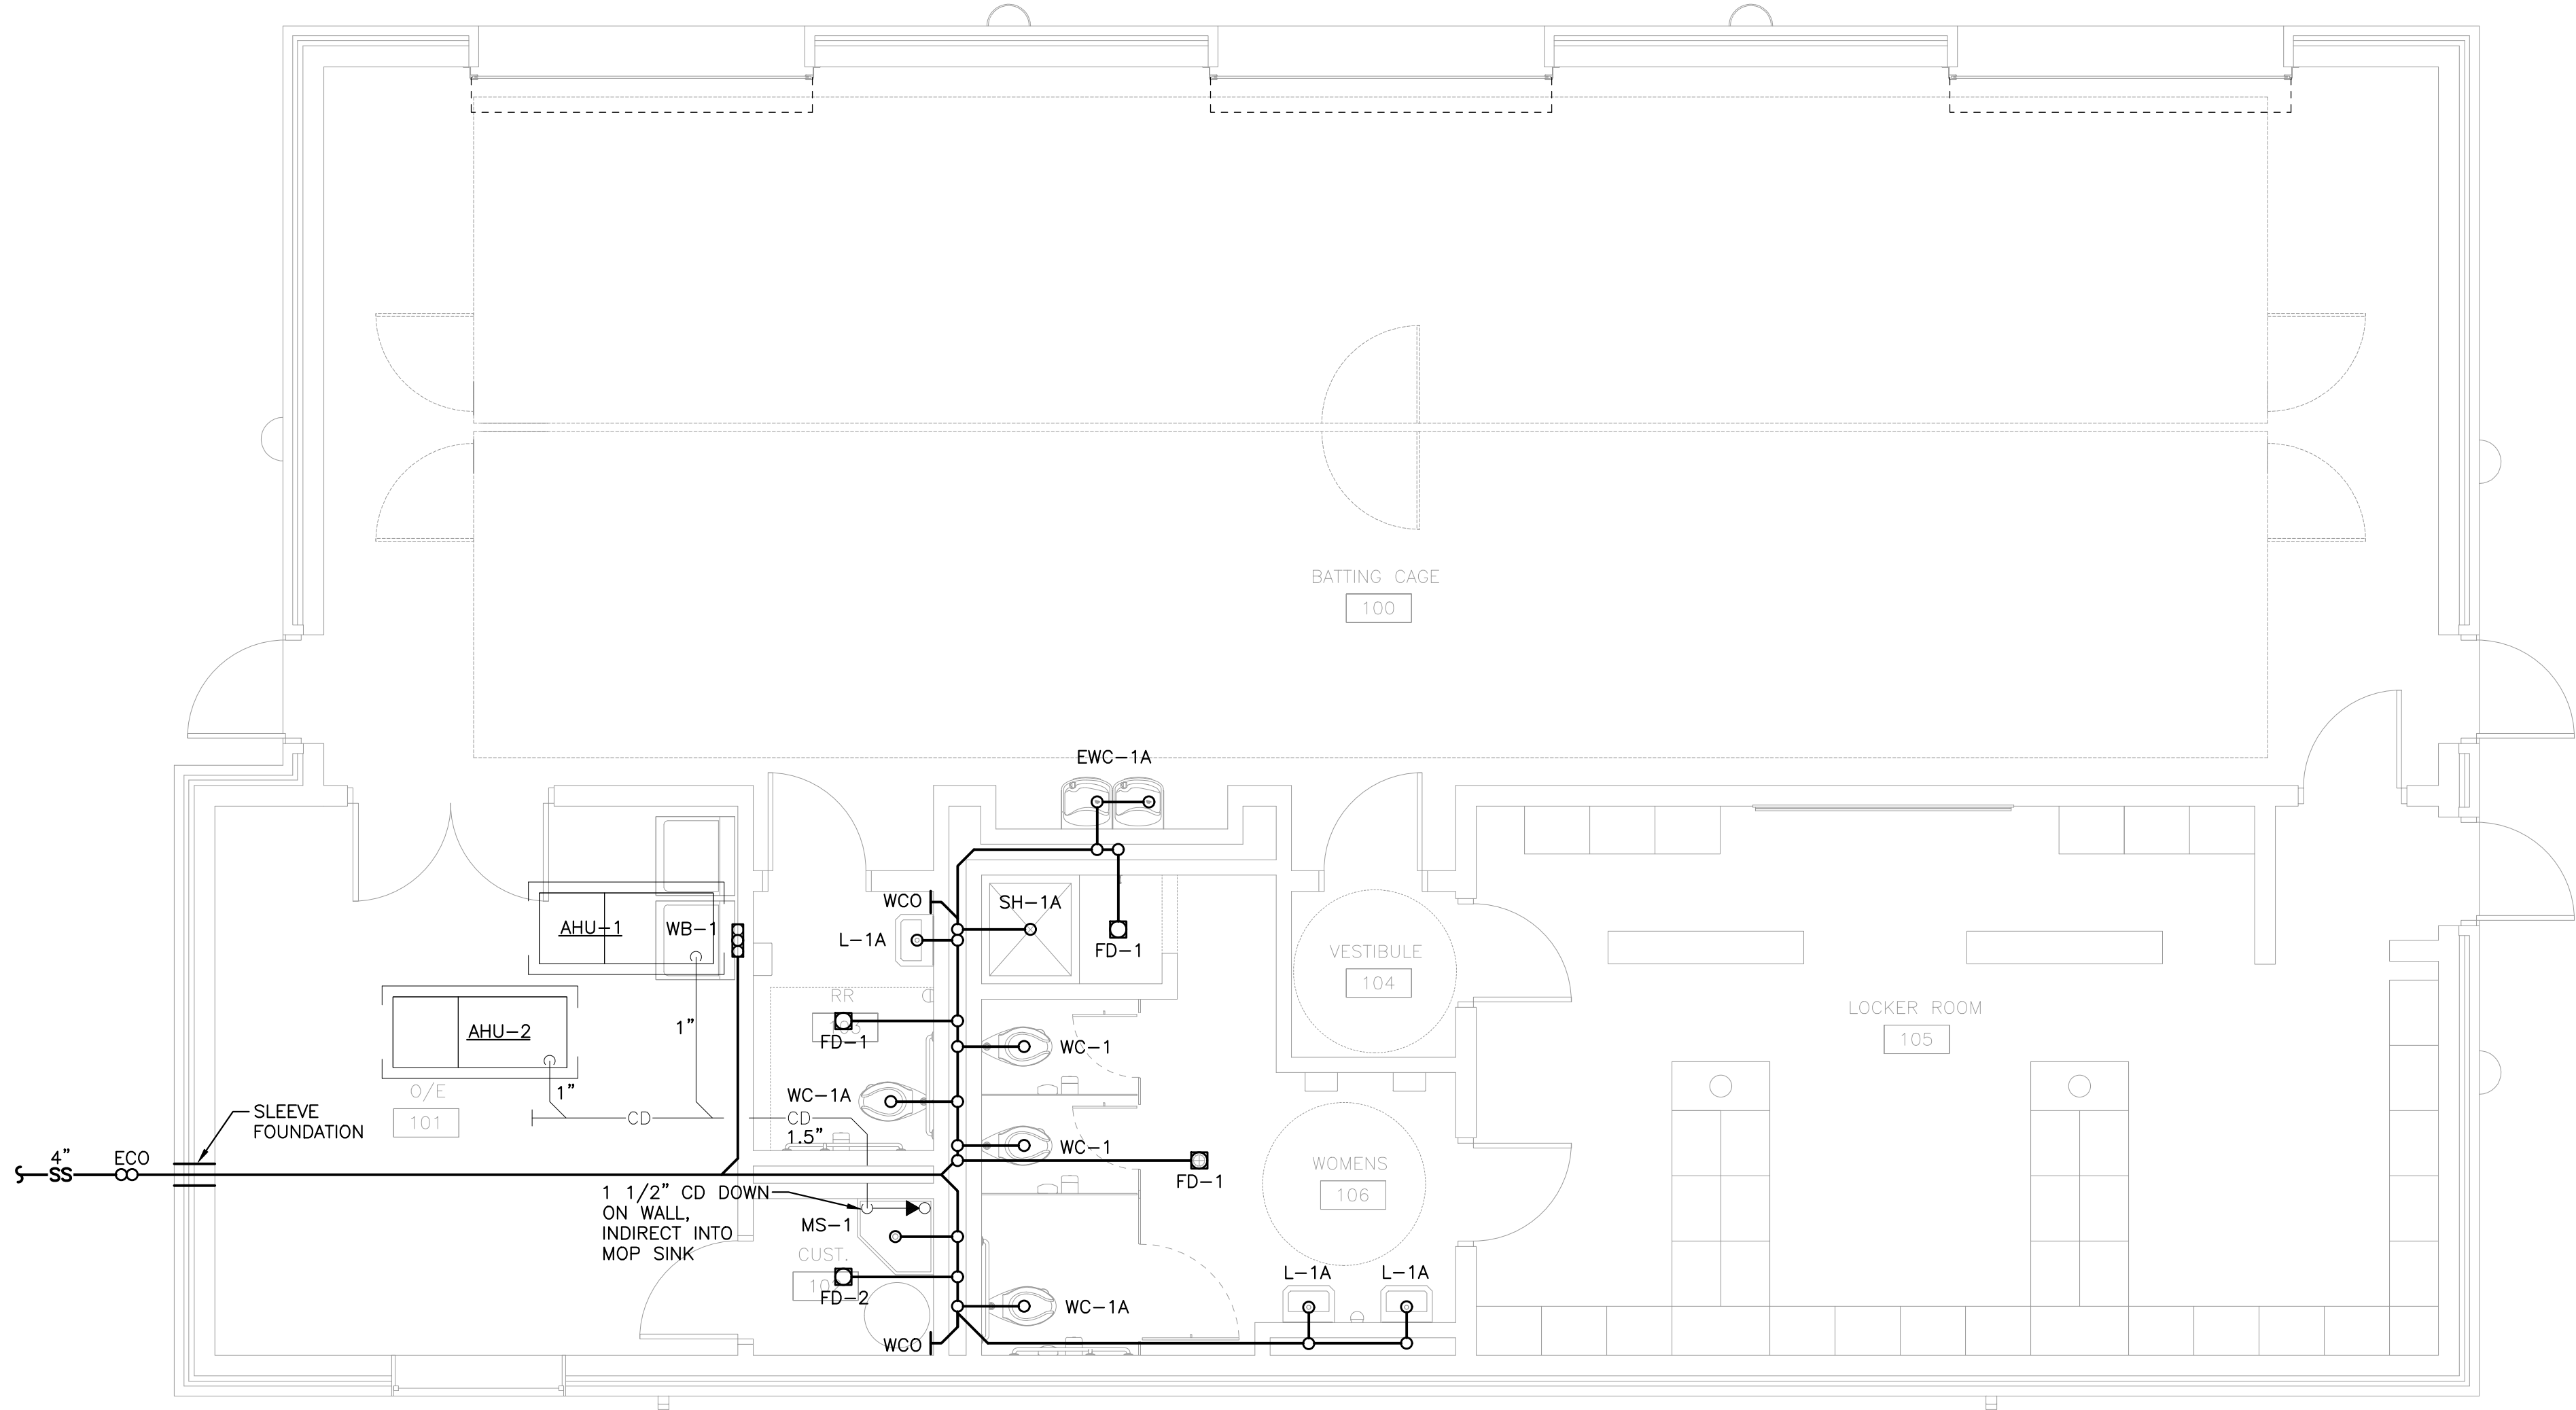 BATTING CAGE
100
EWC-1A
WCO
SH-1A
AHU-1
WB-1
L-1A
FD-1
VESTIBULE
104
RR
FD-1
AHU-2
1"
WC-1
LOCKER ROOM
105
O/E
101
1"
WC-1A
CD
CD
1.5"
SLEEVE
FOUNDATION
WC-1
4"
SS
ECO
FD-1
WOMENS
106
1 1/2" CD DOWN
ON WALL,
INDIRECT INTO
MOP SINK
MS-1
CUST.
FD-2
L-1A
L-1A
WC-1A
WCO